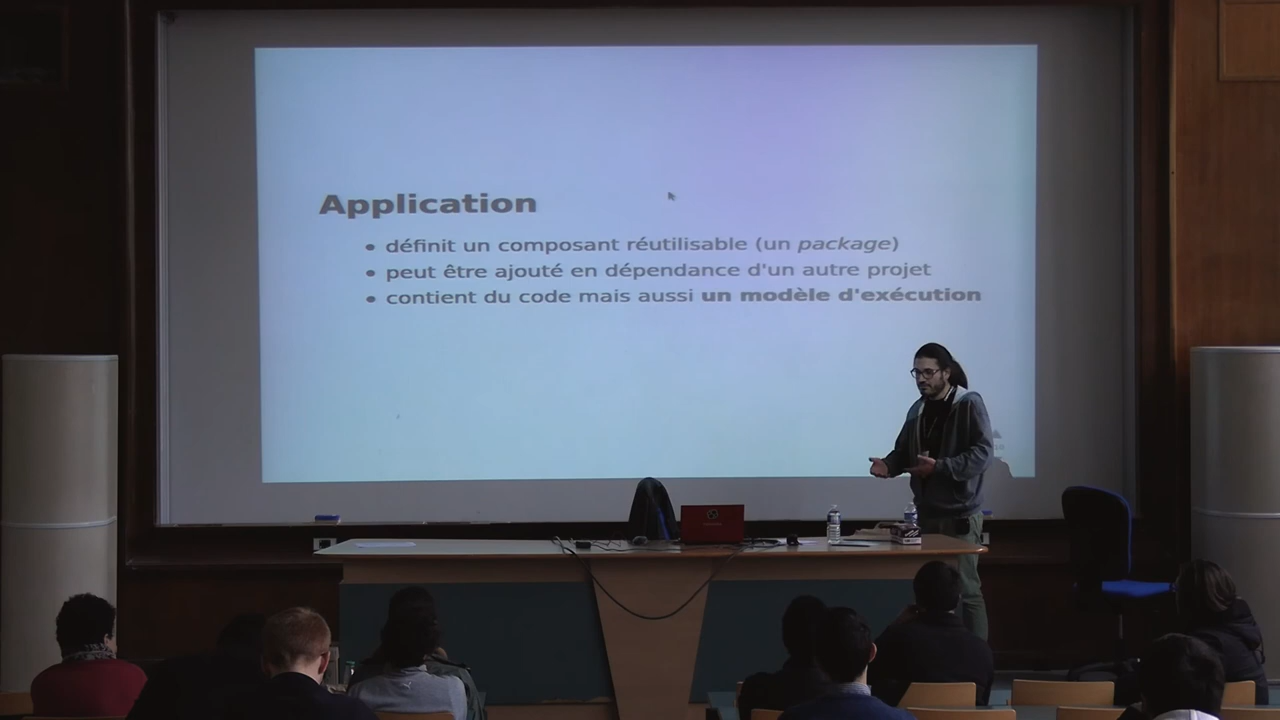 Application
• définit un composant réutilisable (un package)
• peut être ajouté en dépendance d'un autre projet
• contient du code mais aussi un modèle d'exécution